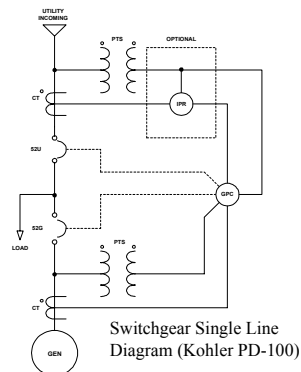 UTILITY
INCOMING
PTS
OPTIONAL
CT
IPR
52U
GPC
52G
LOAD
PTS
CT
GEN
Switchgear Single Line
Diagram (Kohler PD-100)